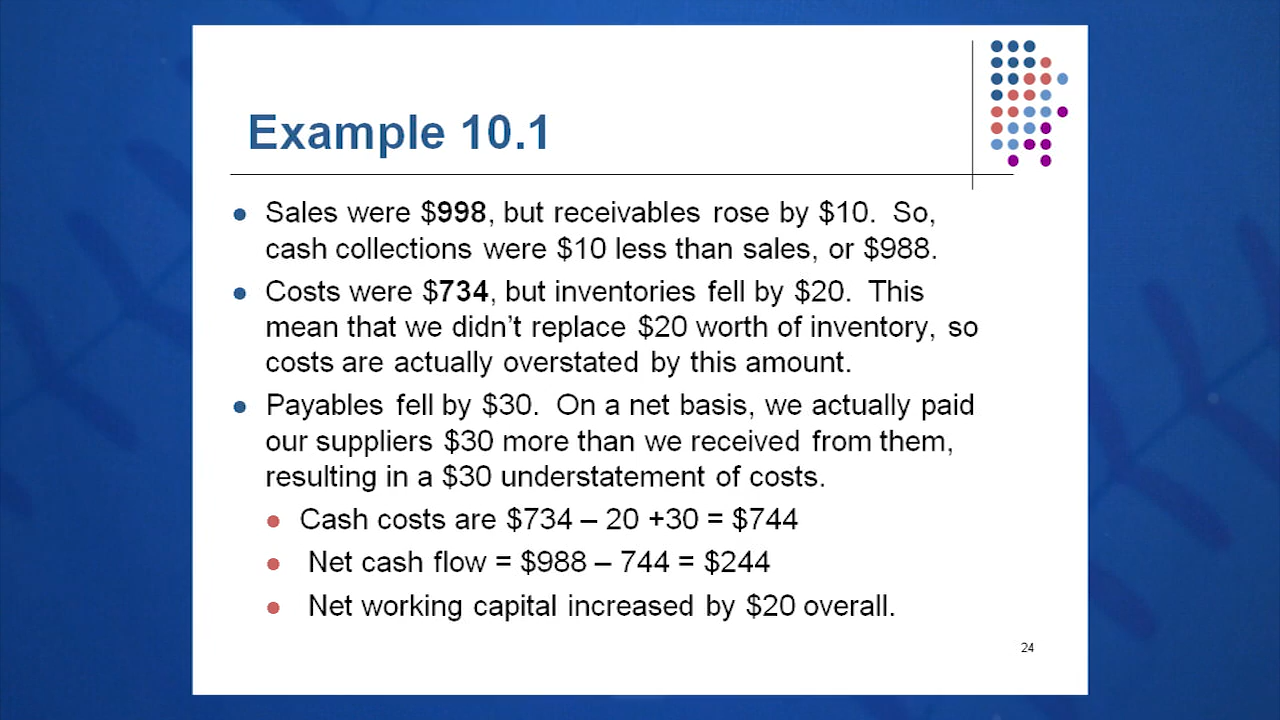 Example 10.1
Sales were $998, but receivables rose by $10. So,
cash collections were $10 less than sales, or $988.
Costs were $734, but inventories fell by $20. This
mean that we didn't replace $20 worth of inventory, so
costs are actually overstated by this amount.
Payables fell by $30. On a net basis, we actually paid
our suppliers $30 more than we received from them,
resulting in a $30 understatement of costs.
Cash costs are $734 – 20 +30 = $744
Net cash flow = $988 – 744 = $244
Net working capital increased by $20 overall.
24